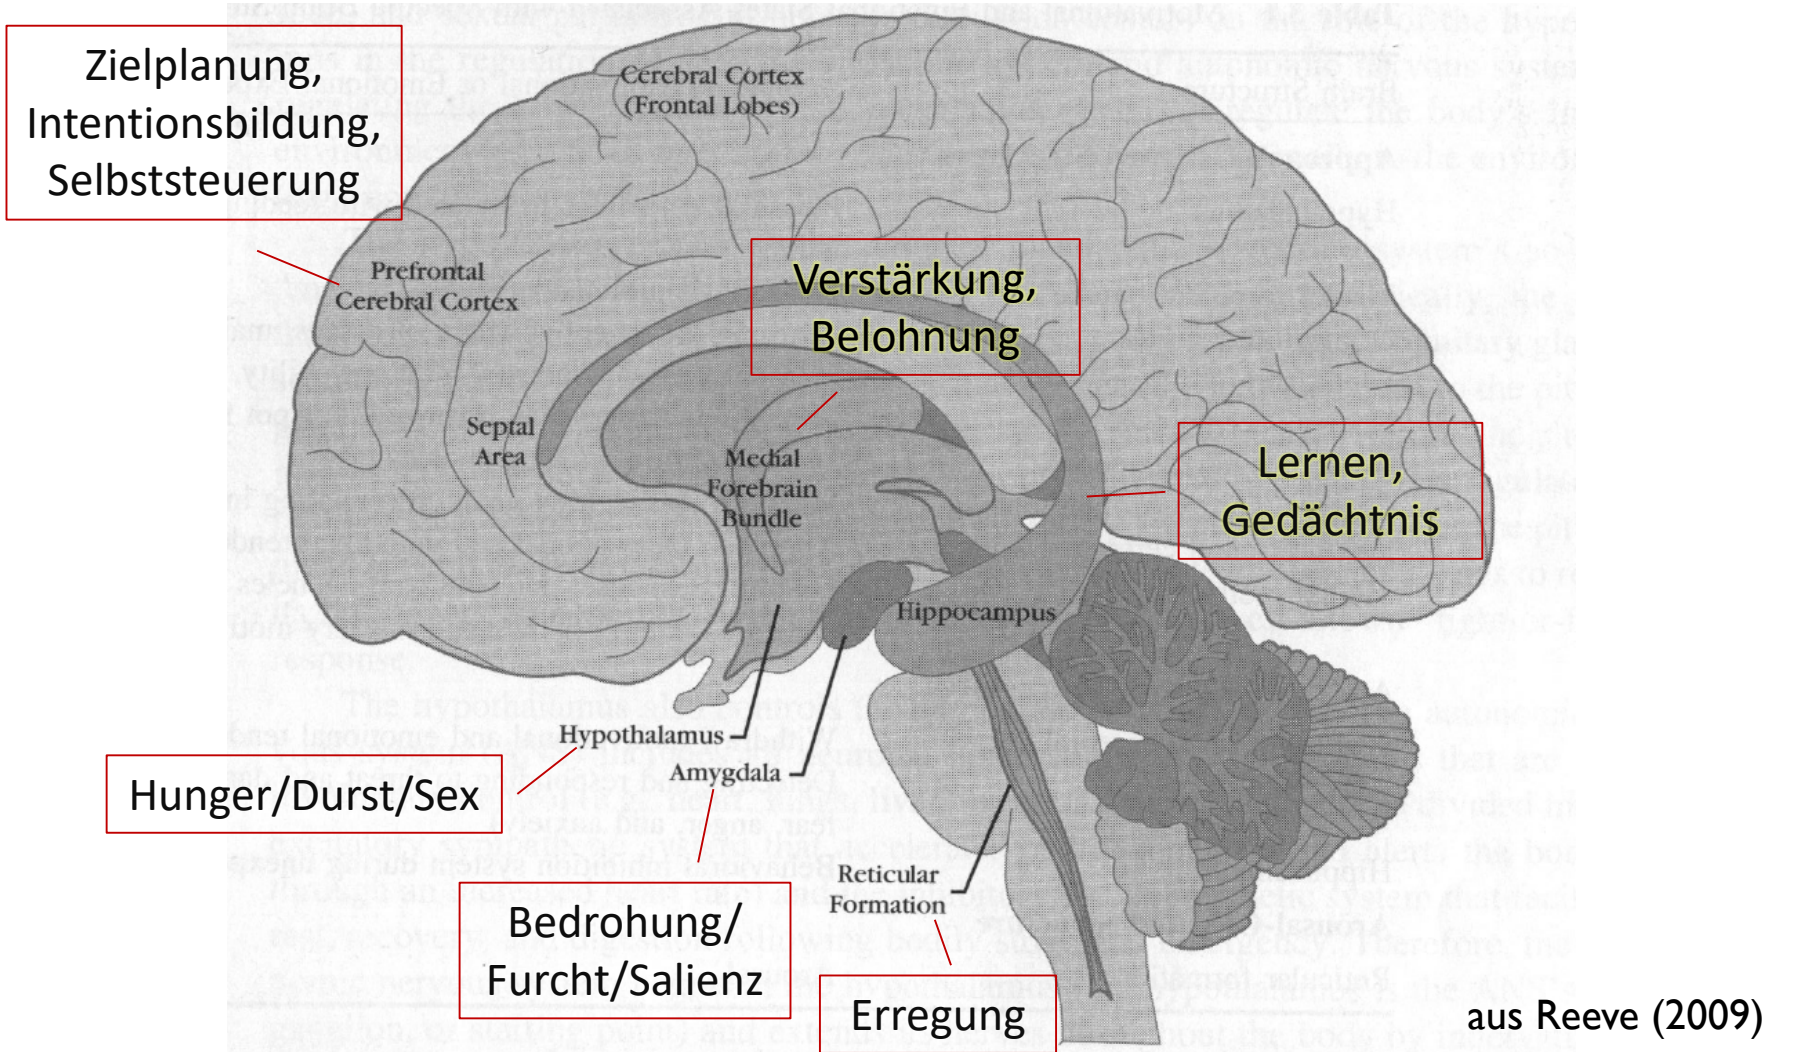 Zielplanung,
Intentionsbildung,
Selbststeuerung
Cerebral Cortex
(Frontal Lobes)
Prefrontal
Cerebral Cortex
Verstärkung,
Belohnung
Septal
Area
Medial
Forebrain
Bundle
Lernen,
Gedächtnis
Hippocampus
Hypothalamus
Amygdala
Hunger/Durst/Sex
Reticular
Formation
Bedrohung/
Furcht/Salienz
Erregung
aus Reeve (2009)